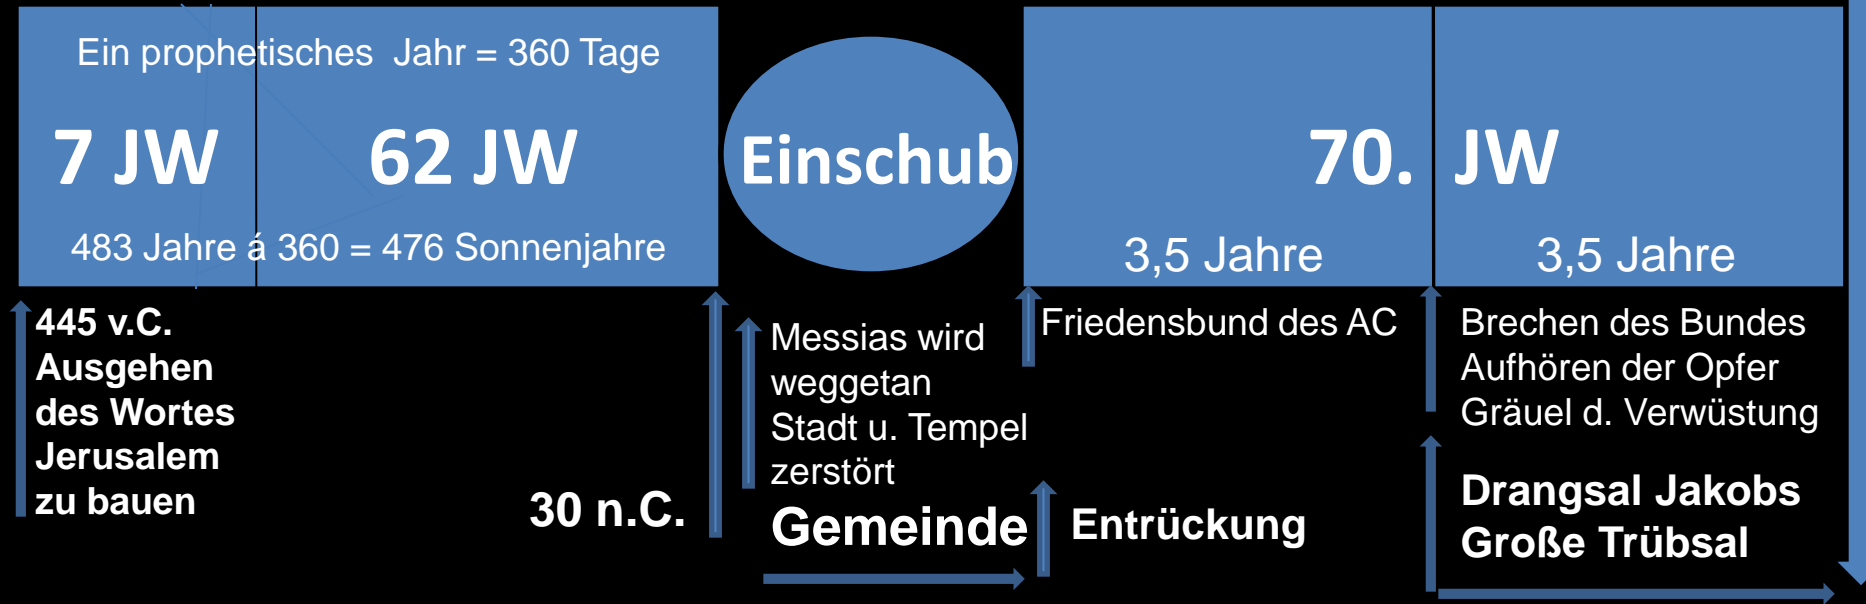 Ein prophetisches Jahr = 360 Tage
7 JW
62 JW
483 Jahre á 360 = 476 Sonnenjahre
Einschub
70. JW
3,5 Jahre
3,5 Jahre
445 v.C.
Ausgehen
des Wortes
Jerusalem
zu bauen
30 n.C.
Messias wird
weggetan
Stadt u. Tempel
zerstört
Gemeinde
Friedensbund des AC
Entrückung
Brechen des Bundes
Aufhören der Opfer
Gräuel d. Verwüstung
Drangsal Jakobs
Große Trübsal